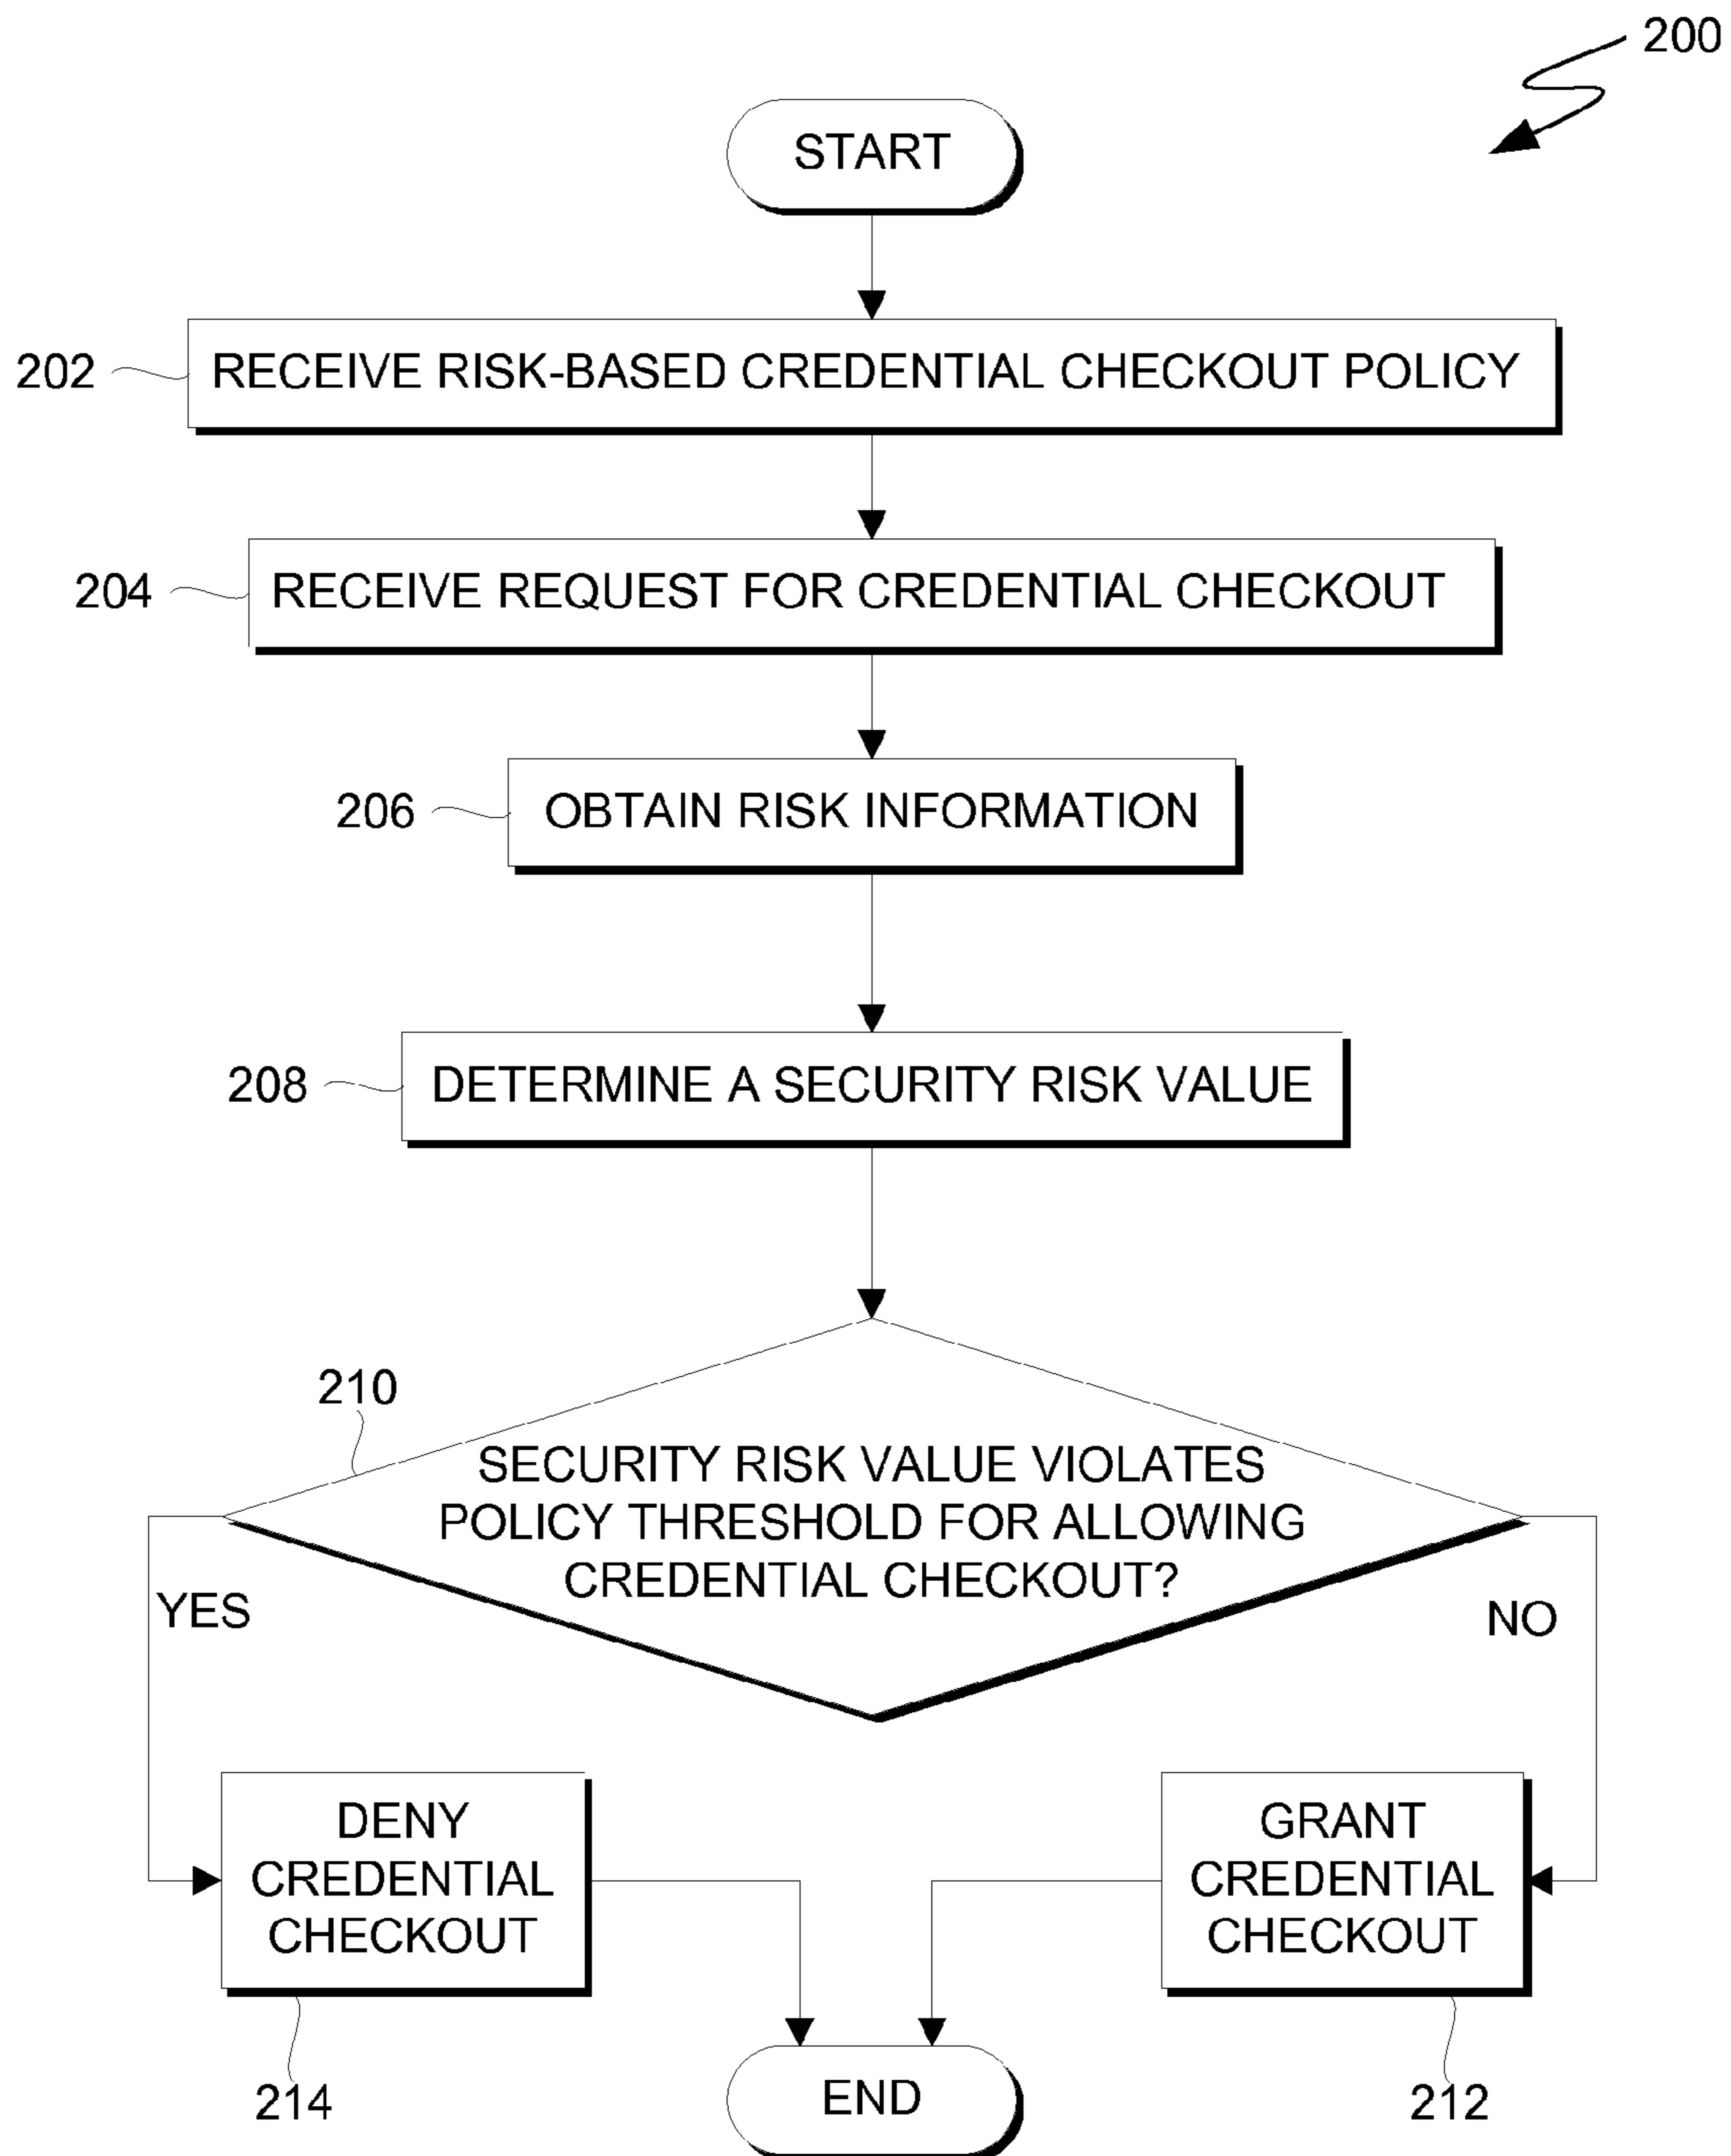 200
START
202
RECEIVE RISK-BASED CREDENTIAL CHECKOUT POLICY
204
RECEIVE REQUEST FOR CREDENTIAL CHECKOUT
206
OBTAIN RISK INFORMATION
208
DETERMINE A SECURITY RISK VALUE
210
SECURITY RISK VALUE VIOLATES
POLICY THRESHOLD FOR ALLOWING
CREDENTIAL CHECKOUT?
YES
NO
DENY
CREDENTIAL
CHECKOUT
GRANT
CREDENTIAL
CHECKOUT
214
END
212